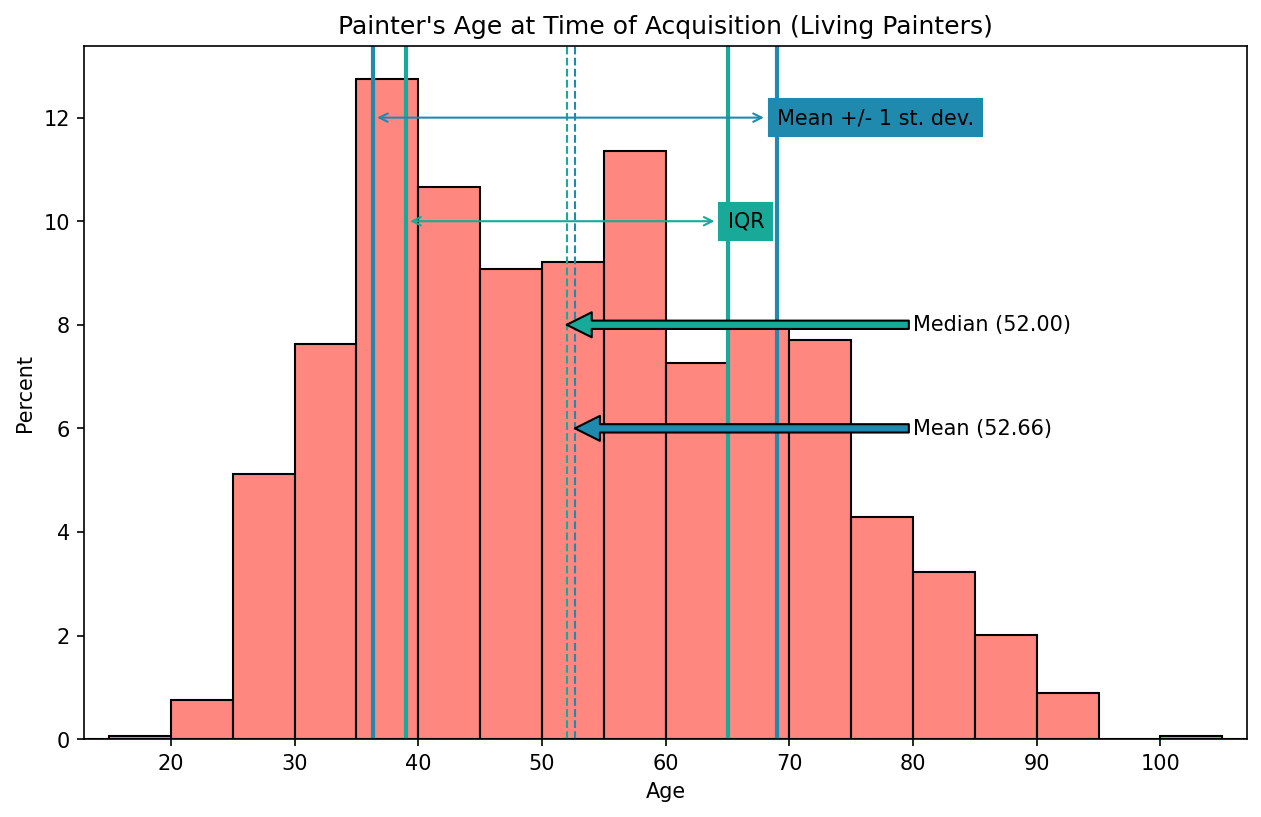 Painter's Age at Time of Acquisition (Living Painters)
Percent
12
10
8
6
4
2
0
Mean +/- 1 st. dev.
IQR
Median (52.00)
Mean (52.66)
20 30 40 50 60 70 80 90 100
Age